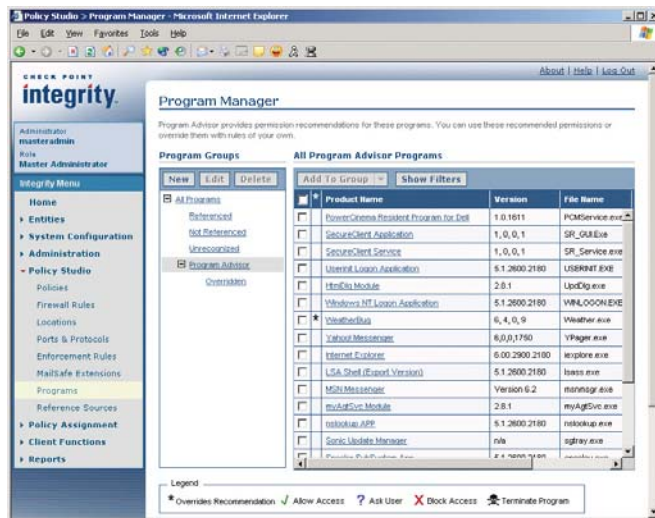 Policy Studio > Program Manager - Microsoft Internet Explorer
File Edit View Favorites Tools Help
About | Help | Log Out
CHECK POINT
integrity.
Administrator
masteradmin
Role
Master Administrator
Integrity Menu
Home
Entities
System Configuration
Administration
Policy Studio
Policies
Firewall Rules
Locations
Ports & Protocols
Enforcement Rules
MailSafe Extensions
Programs
Reference Sources
Policy Assignment
Client Functions
Reports
Program Manager
Program Advisor provides permission recommendations for these programs. You can use these recommended permissions or
override them with rules of your own.
Program Groups
New Edit Delete
All Programs
Referenced
Not Referenced
Unrecognized
Program Advisor
Overridden
All Program Advisor Programs
Add To Group Show Filters
* Product Name Version File Name
PowerCinema Resident Program for Dell 1.0.1611 PCMService.exe
SecureClient Application 1, 0, 0, 1 SR_GUI.Exe
SecureClient Service 1, 0, 0, 1 SR_Service.exe
Userinit Logon Application 5.1.2600.2180 USERINIT.EXE
HtmlDlg Module 2.8.1 UpdDlg.exe
Windows NT Logon Application 5.1.2600.2180 WINLOGON.EXE
* WeatherBug 6, 4, 0, 9 Weather.exe
Yahoo! Messenger 6,0,0,1750 YPager.exe
Internet Explorer 6.00.2900.2180 iexplore.exe
LSA Shell (Export Version) 5.1.2600.2180 lsass.exe
MSN Messenger Version 6.2 msnmsgr.exe
myAgtSvc Module 2.8.1 myAgtSvc.exe
nslookup APP 5.1.2600.2180 nslookup.exe
Sonic Update Manager n/a sgtray.exe
Legend
* Overrides Recommendation Allow Access ? Ask User Block Access Terminate Program